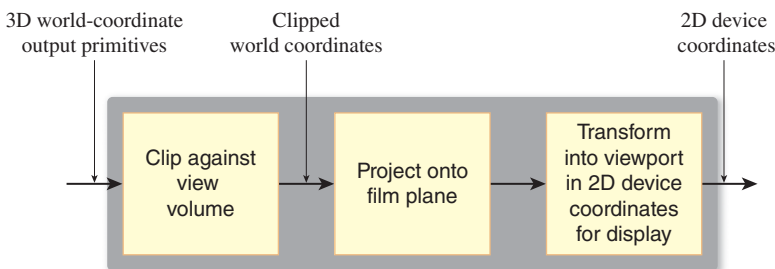 3D world-coordinate
output primitives
Clipped
world coordinates
2D device
coordinates
Clip against
view
volume
Project onto
film plane
Transform
into viewport
in 2D device
coordinates
for display